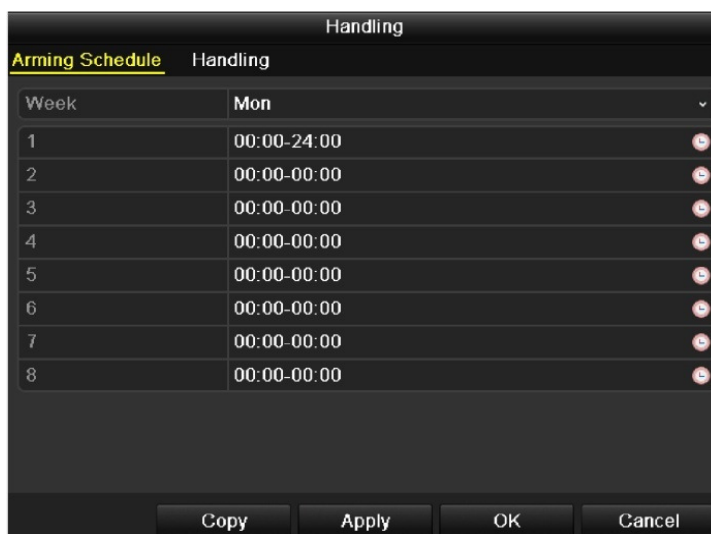 Handling
Arming Schedule Handling
Week Mon
1 00:00-24:00
2 00:00-00:00
3 00:00-00:00
4 00:00-00:00
5 00:00-00:00
6 00:00-00:00
7 00:00-00:00
8 00:00-00:00
Copy Apply OK Cancel